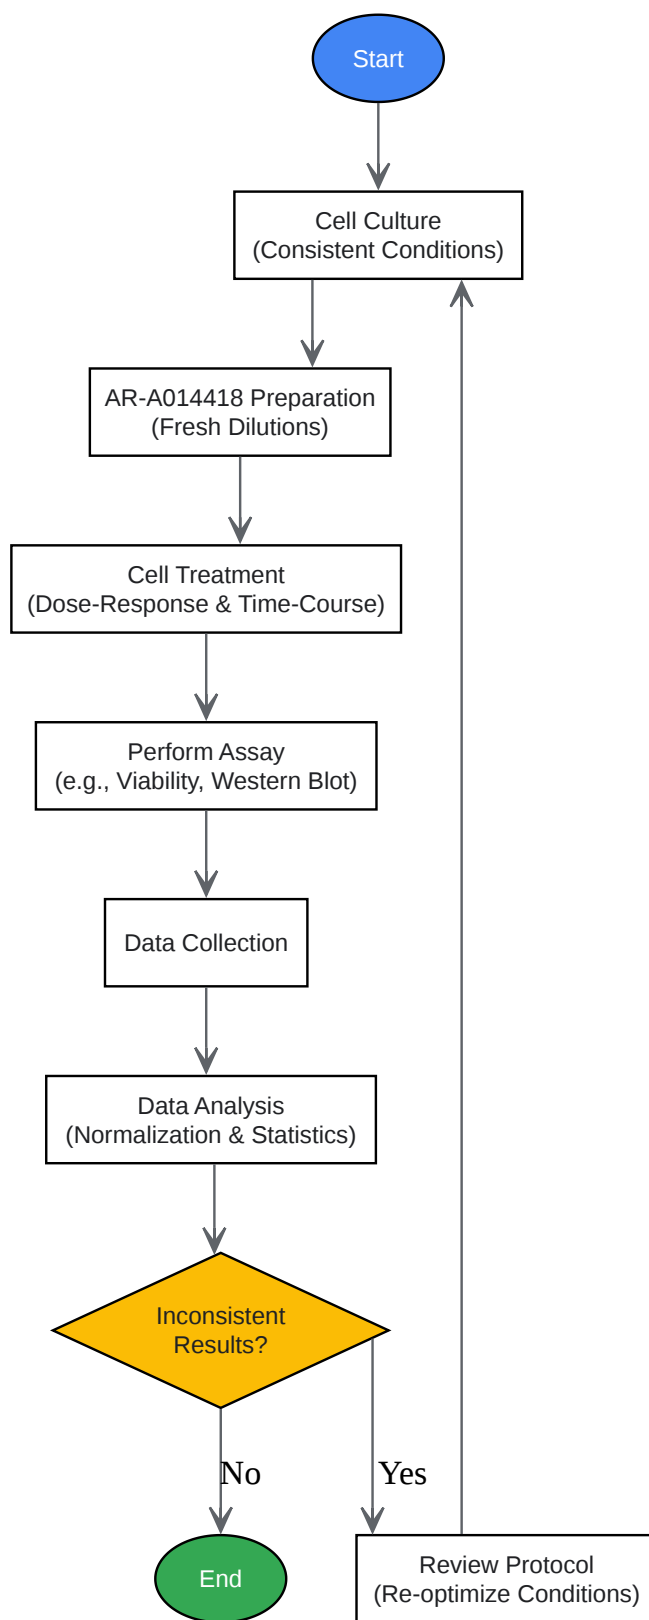 Start
Cell Culture
(Consistent Conditions)
AR-A014418 Preparation
(Fresh Dilutions)
Cell Treatment
(Dose-Response & Time-Course)
Perform Assay
(e.g., Viability, Western Blot)
Data Collection
Data Analysis
(Normalization & Statistics)
Inconsistent
Results?
No
Yes
End
Review Protocol
(Re-optimize Conditions)